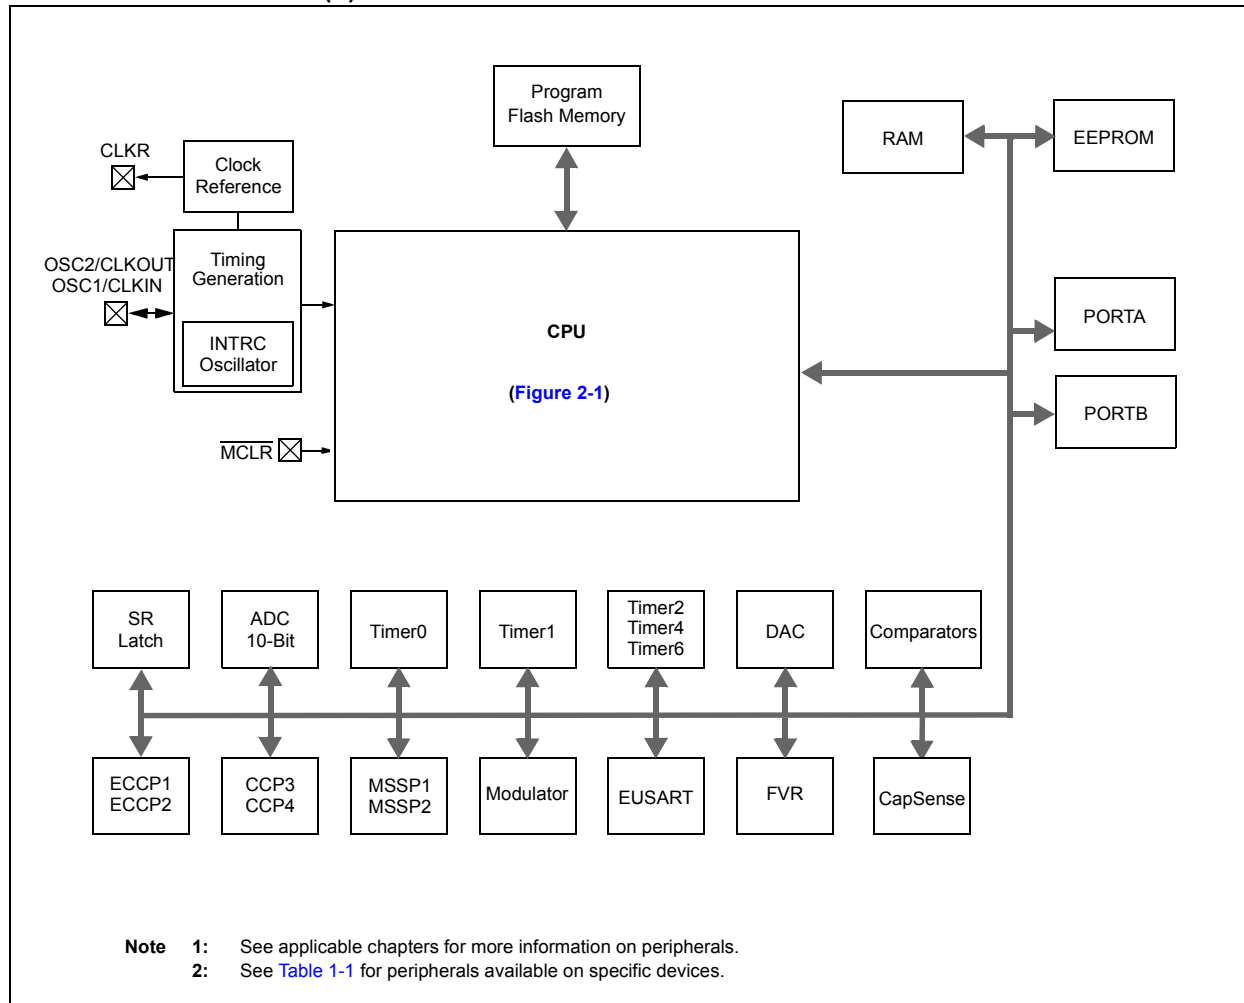 Program
Flash Memory
RAM
EEPROM
CLKR
Clock
Reference
OSC2/CLKOUT
OSC1/CLKIN
Timing
Generation
INTRC
Oscillator
CPU
(Figure 2-1)
MCLR
PORTA
PORTB
SR
Latch
ADC
10-Bit
Timer0
Timer1
Timer2
Timer4
Timer6
DAC
Comparators
ECCP1
ECCP2
CCP3
CCP4
MSSP1
MSSP2
Modulator
EUSART
FVR
CapSense
Note 1: See applicable chapters for more information on peripherals.
2: See Table 1-1 for peripherals available on specific devices.